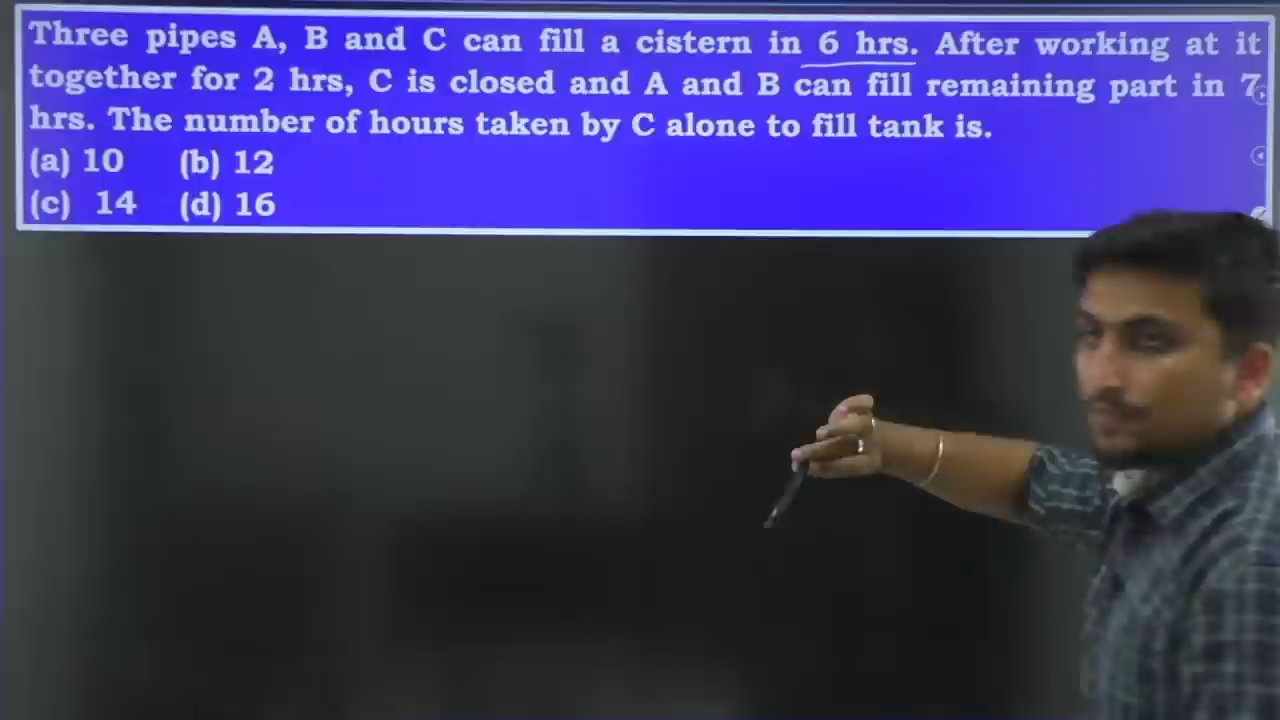 Three pipes A, B and C can fill a cistern in 6 hrs. After working at it
together for 2 hrs, C is closed and A and B can fill remaining part in 7
hrs. The number of hours taken by C alone to fill tank is.
(a) 10 (b) 12
(c) 14 (d) 16